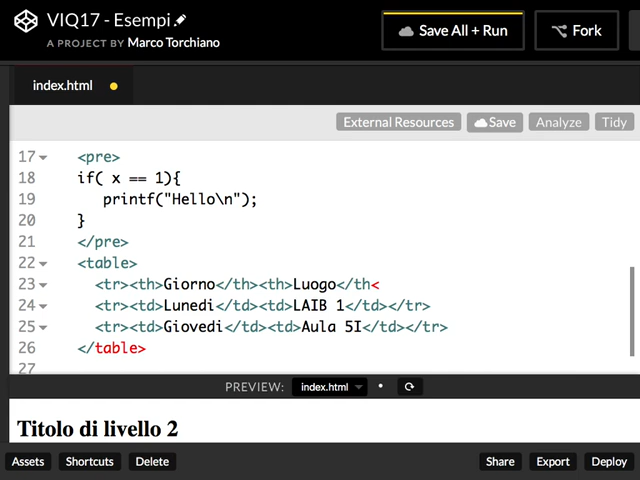 VIQ17 - Esempi
A PROJECT BY Marco Torchiano
Save All + Run
Fork
index.html
External Resources
Save
Analyze
Tidy
17 <pre>
18 if( x == 1){
19 printf("Hello\n");
20 }
21 </pre>
22 <table>
23 <tr><th>Giorno</th><th>Luogo</th<
24 <tr><td>Lunedi</td><td>LAIB 1</td></tr>
25 <tr><td>Giovedi</td><td>Aula 5I</td></tr>
26 </table>
27
PREVIEW: index.html
Titolo di livello 2
Assets Shortcuts Delete
Share Export Deploy